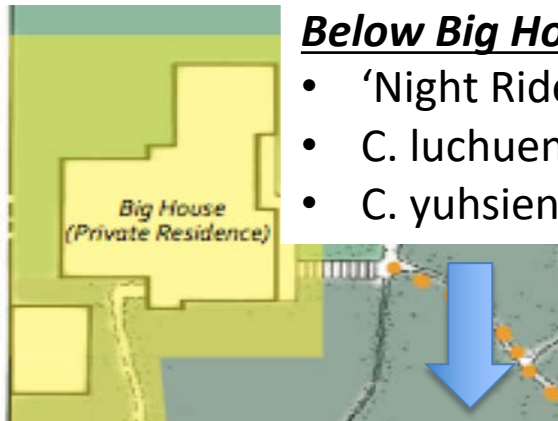 Below Big Ho
• ‘Night Ride
• C. luchuen
• C. yuhsien
Big House
(Private Residence)